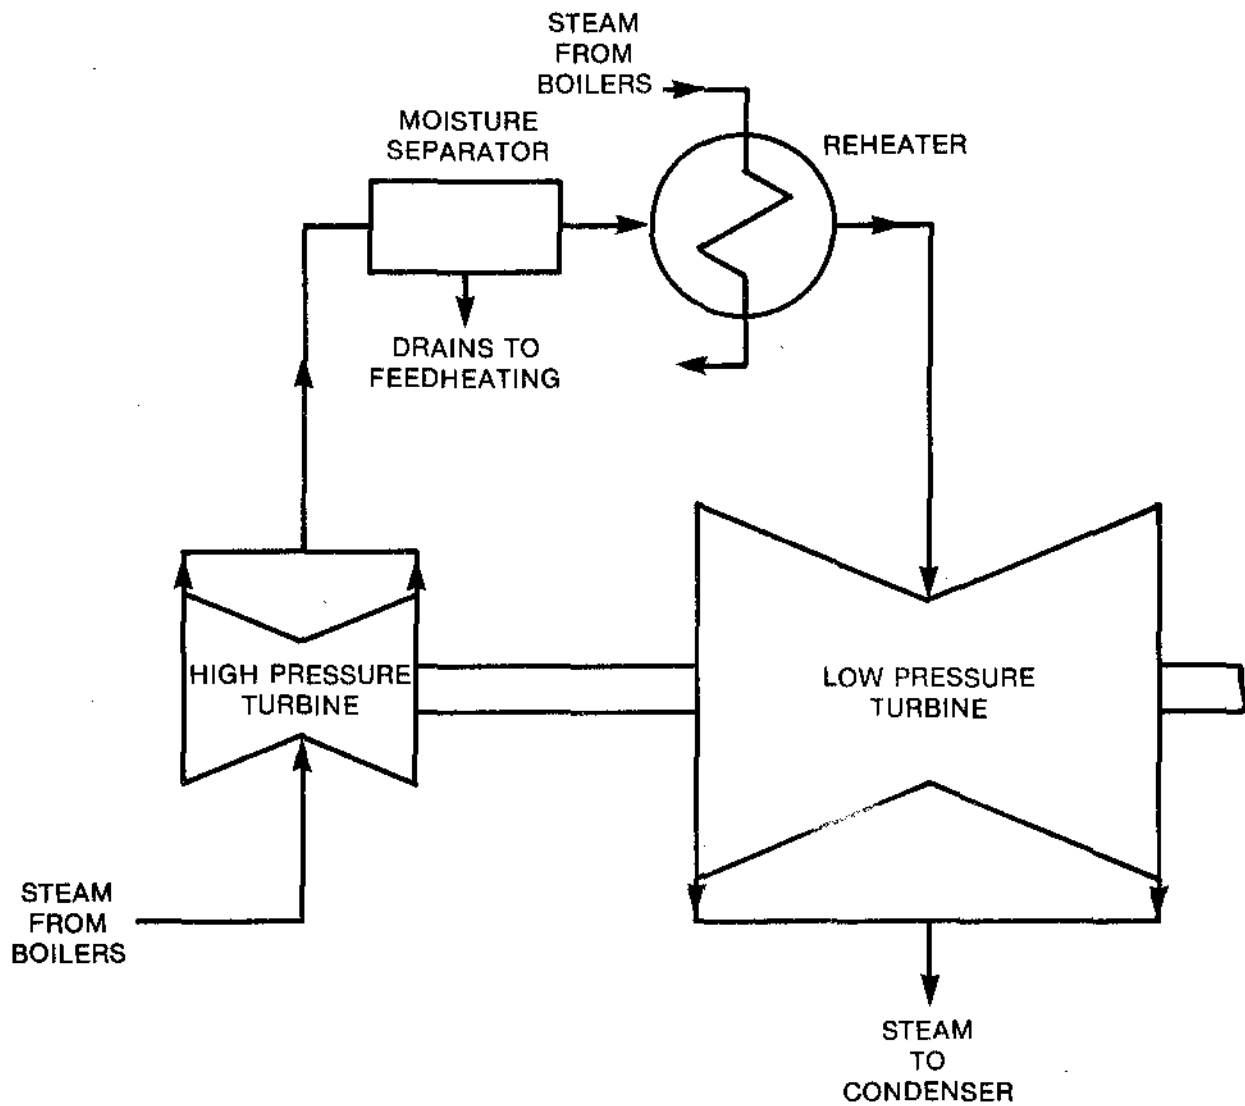 STEAM
FROM
BOILERS
MOISTURE
SEPARATOR
REHEATER
DRAINS TO
FEEDHEATING
HIGH PRESSURE
TURBINE
LOW PRESSURE
TURBINE
STEAM
FROM
BOILERS
STEAM
TO
CONDENSER